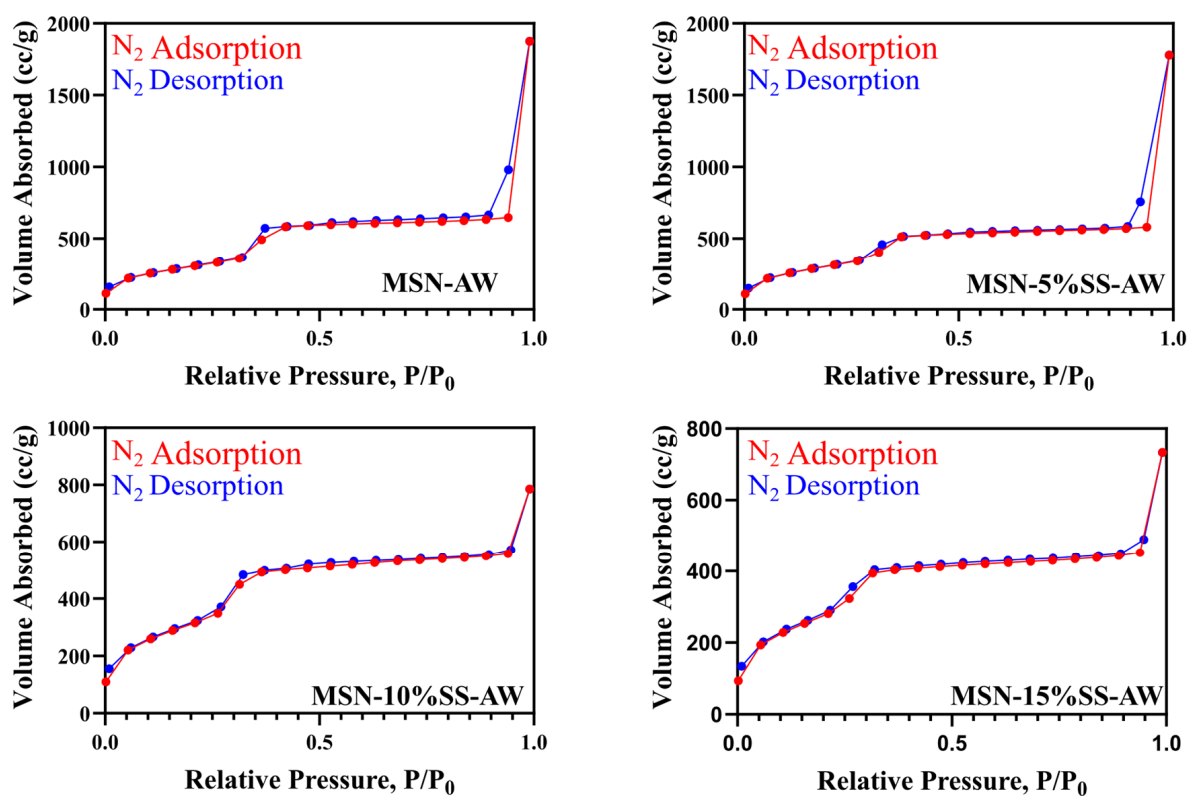 Volume Absorbed (cc/g)
2000
1500
1000
500
0
N₂ Adsorption
N₂ Desorption
MSN-AW
0.0
0.5
1.0
Relative Pressure, P/P₀
Volume Absorbed (cc/g)
2000
1500
1000
500
0
N₂ Adsorption
N₂ Desorption
MSN-5%SS-AW
0.0
0.5
1.0
Relative Pressure, P/P₀
Volume Absorbed (cc/g)
1000
800
600
400
200
0
N₂ Adsorption
N₂ Desorption
MSN-10%SS-AW
0.0
0.5
1.0
Relative Pressure, P/P₀
Volume Absorbed (cc/g)
800
600
400
200
0
N₂ Adsorption
N₂ Desorption
MSN-15%SS-AW
0.0
0.5
1.0
Relative Pressure, P/P₀